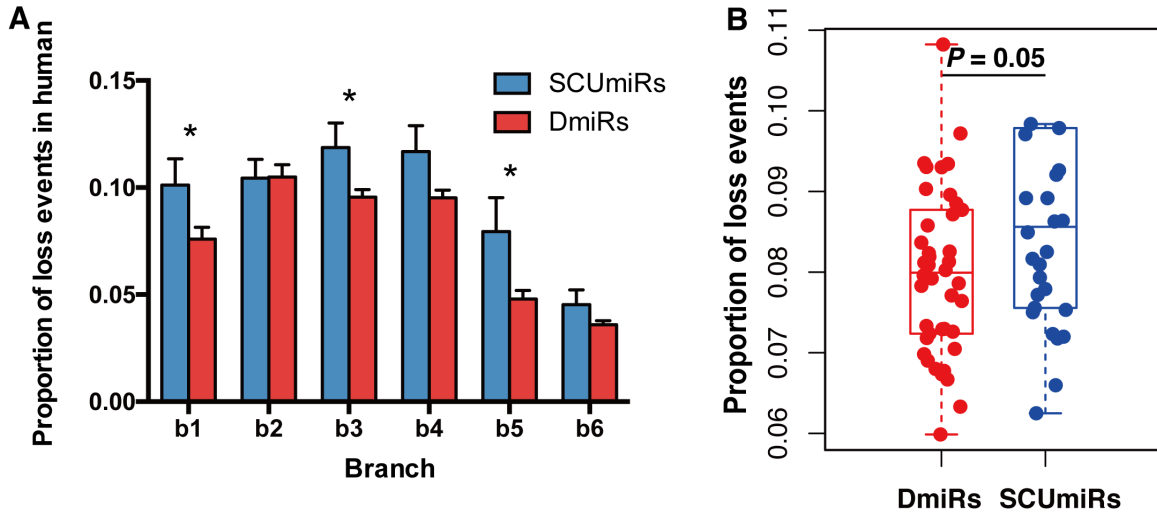 A
Proportion of loss events in human
0.15
0.10
0.05
0.00
*
*
*
SCUmiRs
DmiRs
b1 b2 b3 b4 b5 b6
Branch
B
Proportion of loss events
0.11
0.10
0.09
0.08
0.07
0.06
P = 0.05
DmiRs SCUmiRs